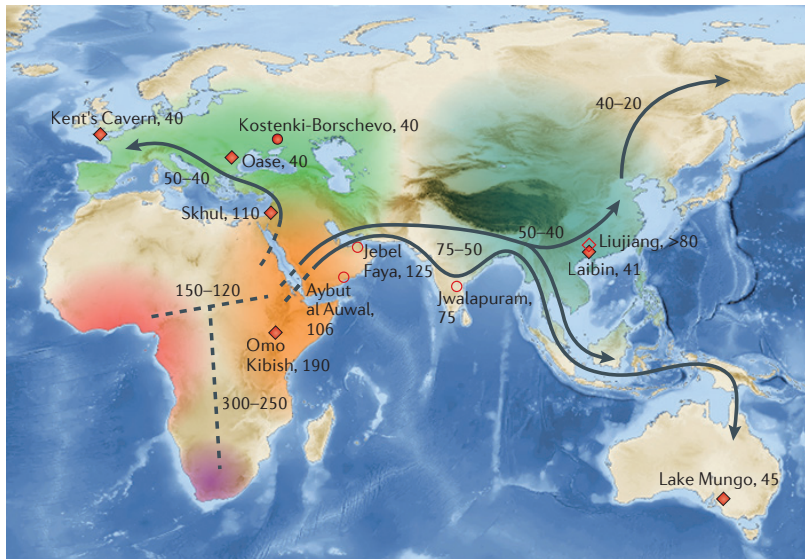 40–20
Kent's Cavern, 40
Kostenki-Borschevo, 40
Oase, 40
50–40
Skhul, 110
50–40
Liujiang, >80
75–50
Jebel
Faya, 125
Laibin, 41
150–120
Aybut
al Auwal,
106
Jwalapuram,
75
Omo
Kibish, 190
300–250
Lake Mungo, 45